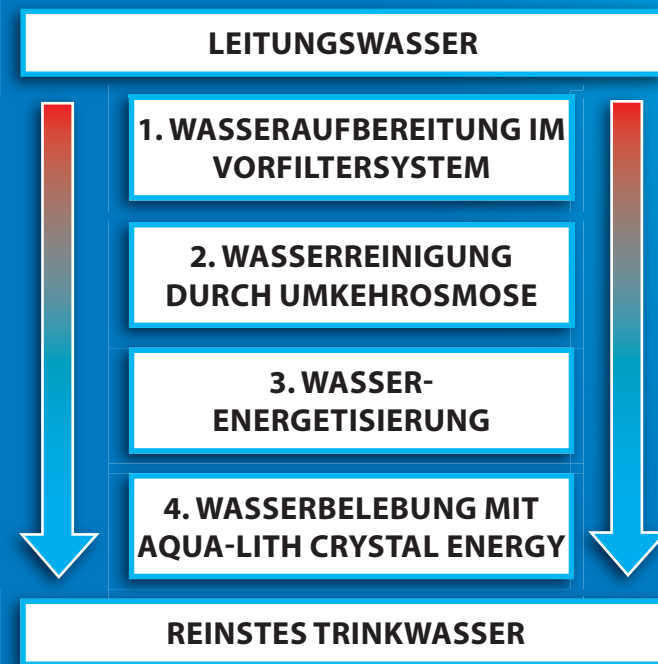 LEITUNGSWASSER
1. WASSERAUFBEREITUNG IM
VORFILTERSYSTEM
2. WASSERREINIGUNG
DURCH UMKEHROSMOSE
3. WASSER-
ENERGETISIERUNG
4. WASSERBELEBUNG MIT
AQUA-LITH CRYSTAL ENERGY
REINSTES TRINKWASSER